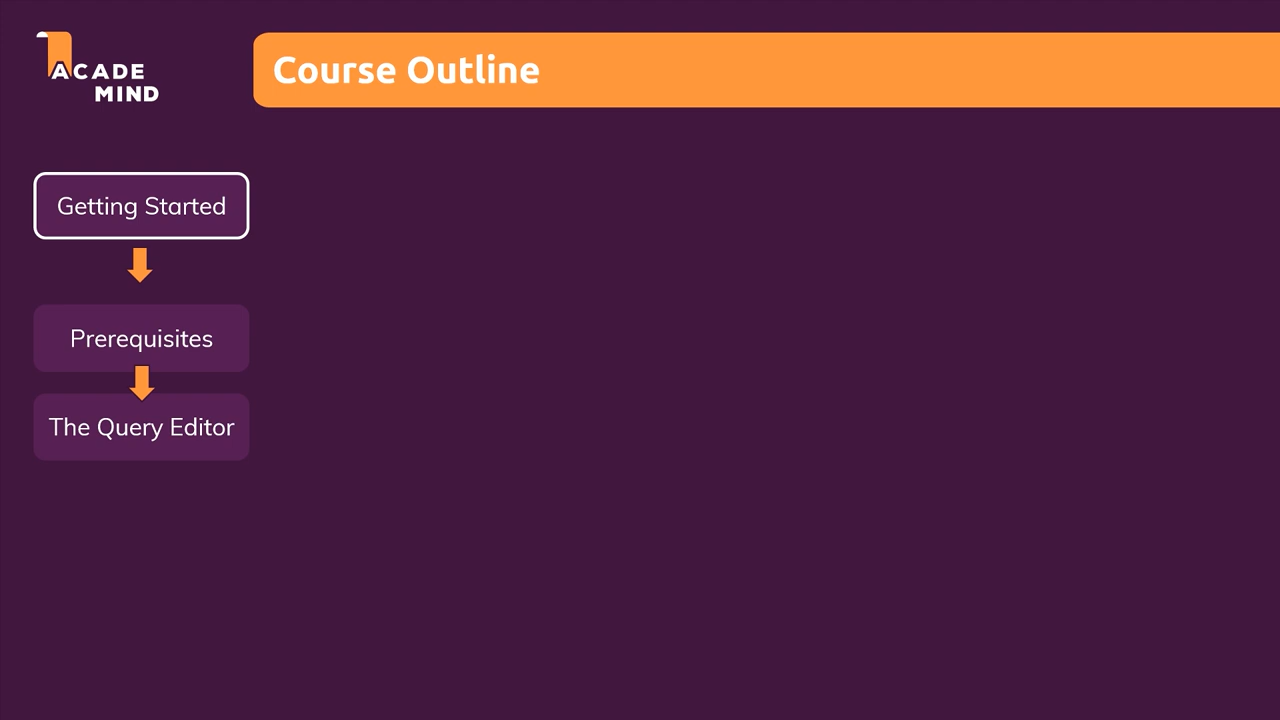 ACADE
MIND
Course Outline
Getting Started
Prerequisites
The Query Editor